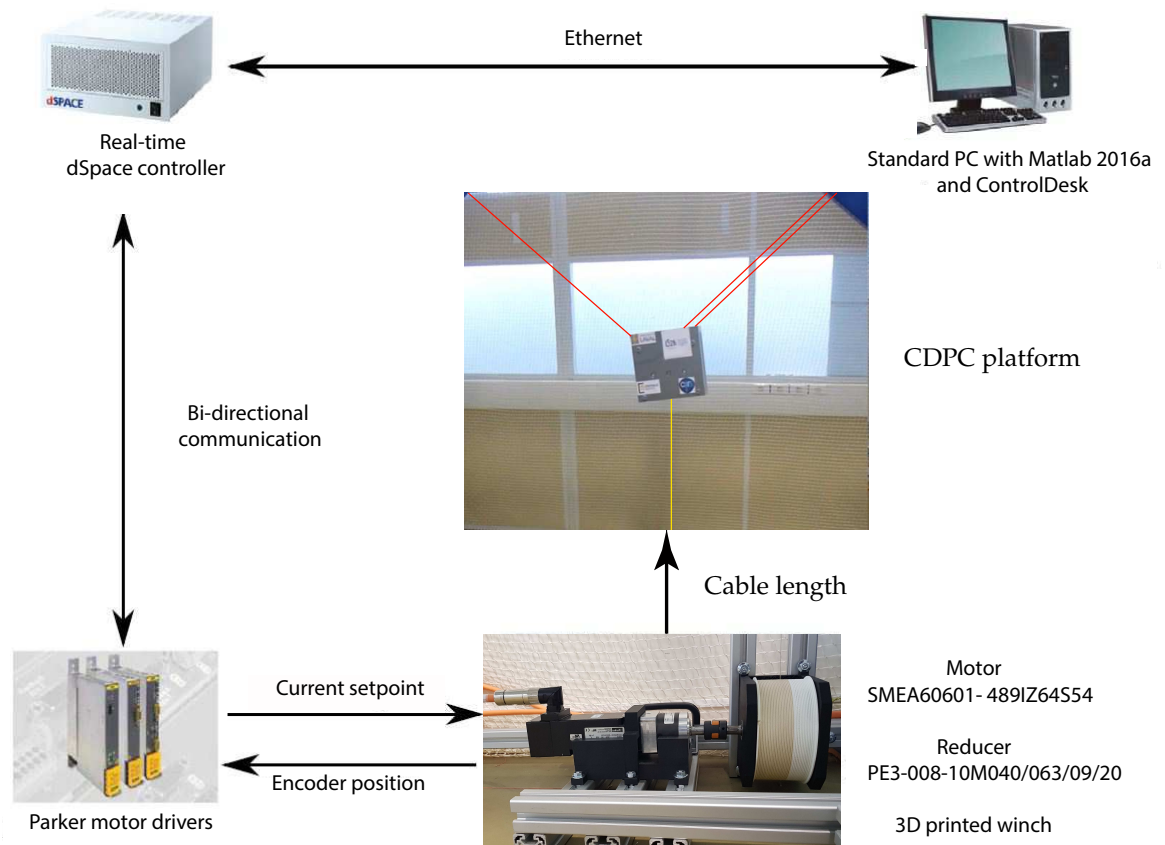 Ethernet
dSPACE
Real-time
dSpace controller
Standard PC with Matlab 2016a
and ControlDesk
CDPC platform
Bi-directional
communication
Cable length
Current setpoint
Encoder position
Parker motor drivers
Motor
SMEA60601- 489IZ64S54
Reducer
PE3-008-10M040/063/09/20
3D printed winch